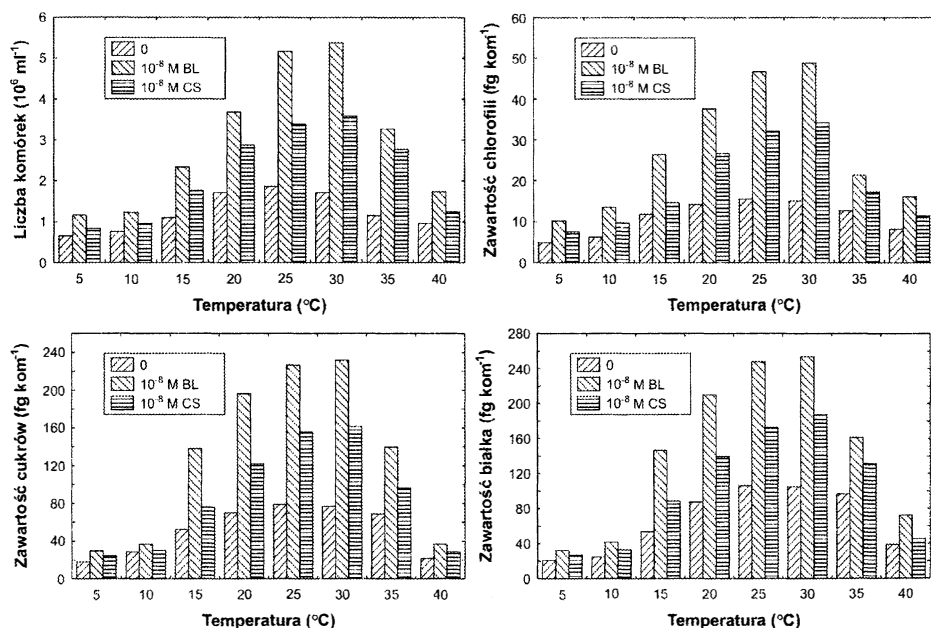 Liczba komórek (10⁶ ml⁻¹)
6
5
4
3
2
1
0
0
10⁻⁸ M BL
10⁻⁸ M CS
5 10 15 20 25 30 35 40
Temperatura (°C)
Zawartość chlorofili (fg kom⁻¹)
60
50
40
30
20
10
0
0
10⁻⁸ M BL
10⁻⁸ M CS
5 10 15 20 25 30 35 40
Temperatura (°C)
Zawartość cukrów (fg kom⁻¹)
240
200
160
120
80
40
0
0
10⁻⁸ M BL
10⁻⁸ M CS
5 10 15 20 25 30 35 40
Temperatura (°C)
Zawartość białka (fg kom⁻¹)
280
240
200
160
120
80
40
0
0
10⁻⁸ M BL
10⁻⁸ M CS
5 10 15 20 25 30 35 40
Temperatura (°C)